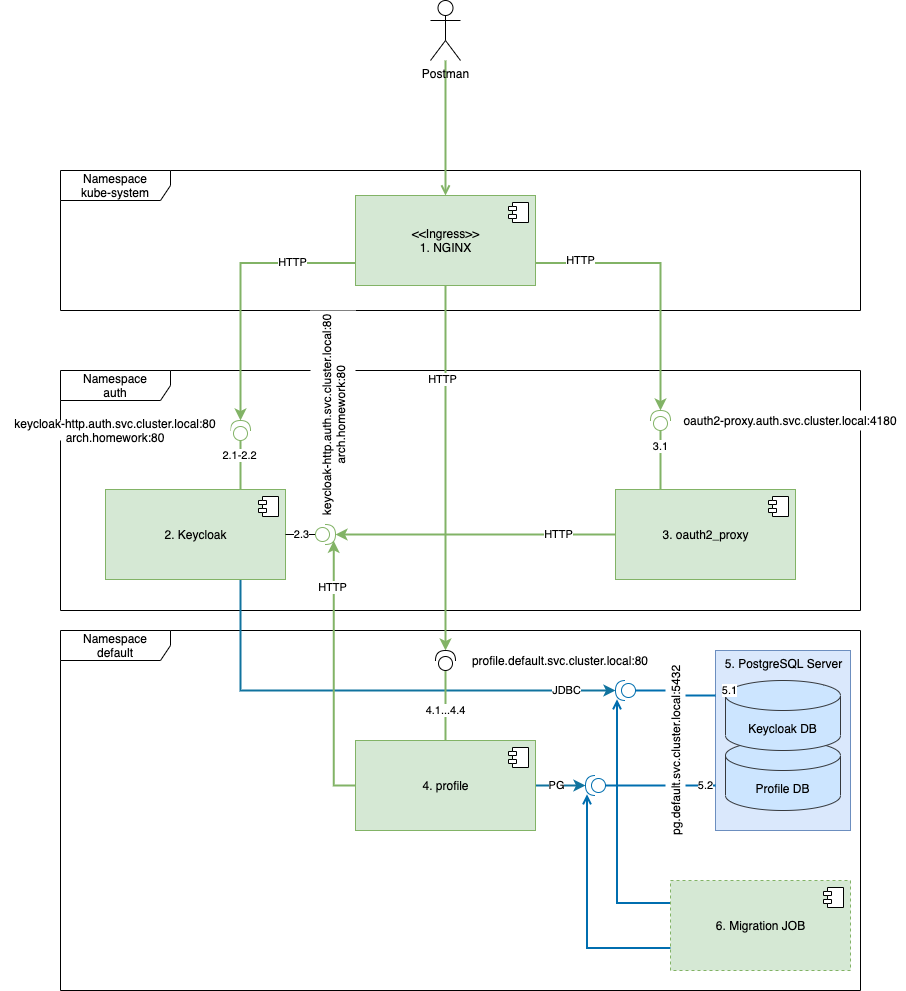 Postman
Namespace
kube-system
<<Ingress>>
1. NGINX
HTTP
HTTP
keycloak-http.auth.svc.cluster.local:80
arch.homework:80
Namespace
auth
HTTP
keycloak-http.auth.svc.cluster.local:80
arch.homework:80
oauth2-proxy.auth.svc.cluster.local:4180
2.1-2.2
3.1
2. Keycloak
2.3
HTTP
3. oauth2_proxy
HTTP
Namespace
default
profile.default.svc.cluster.local:80
5. PostgreSQL Server
JDBC
5.1
4.1...4.4
Keycloak DB
pg.default.svc.cluster.local:5432
4. profile
PG
5.2
Profile DB
6. Migration JOB